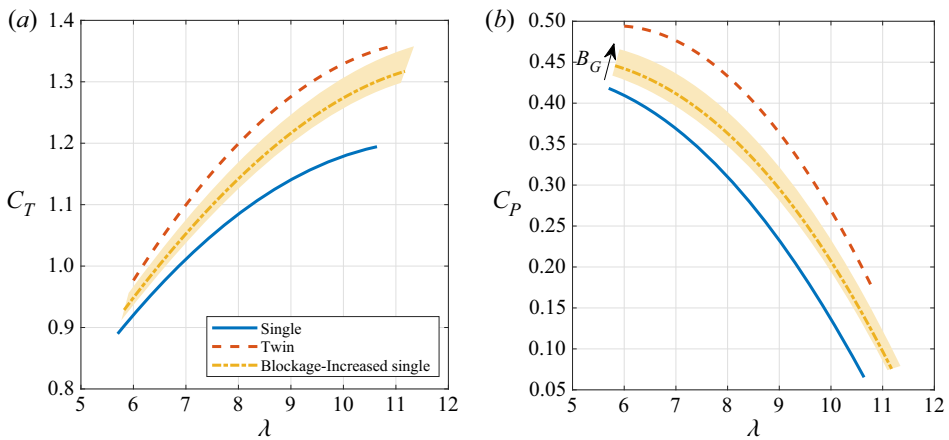 (a)
1.4
1.3
1.2
C_T
1.1
1.0
0.9
0.8
Single
Twin
Blockage-Increased single
5 6 7 8 9 10 11 12
λ
(b)
0.50
0.45
B_G
0.40
0.35
0.30
C_P
0.25
0.20
0.15
0.10
0.05
5 6 7 8 9 10 11 12
λ